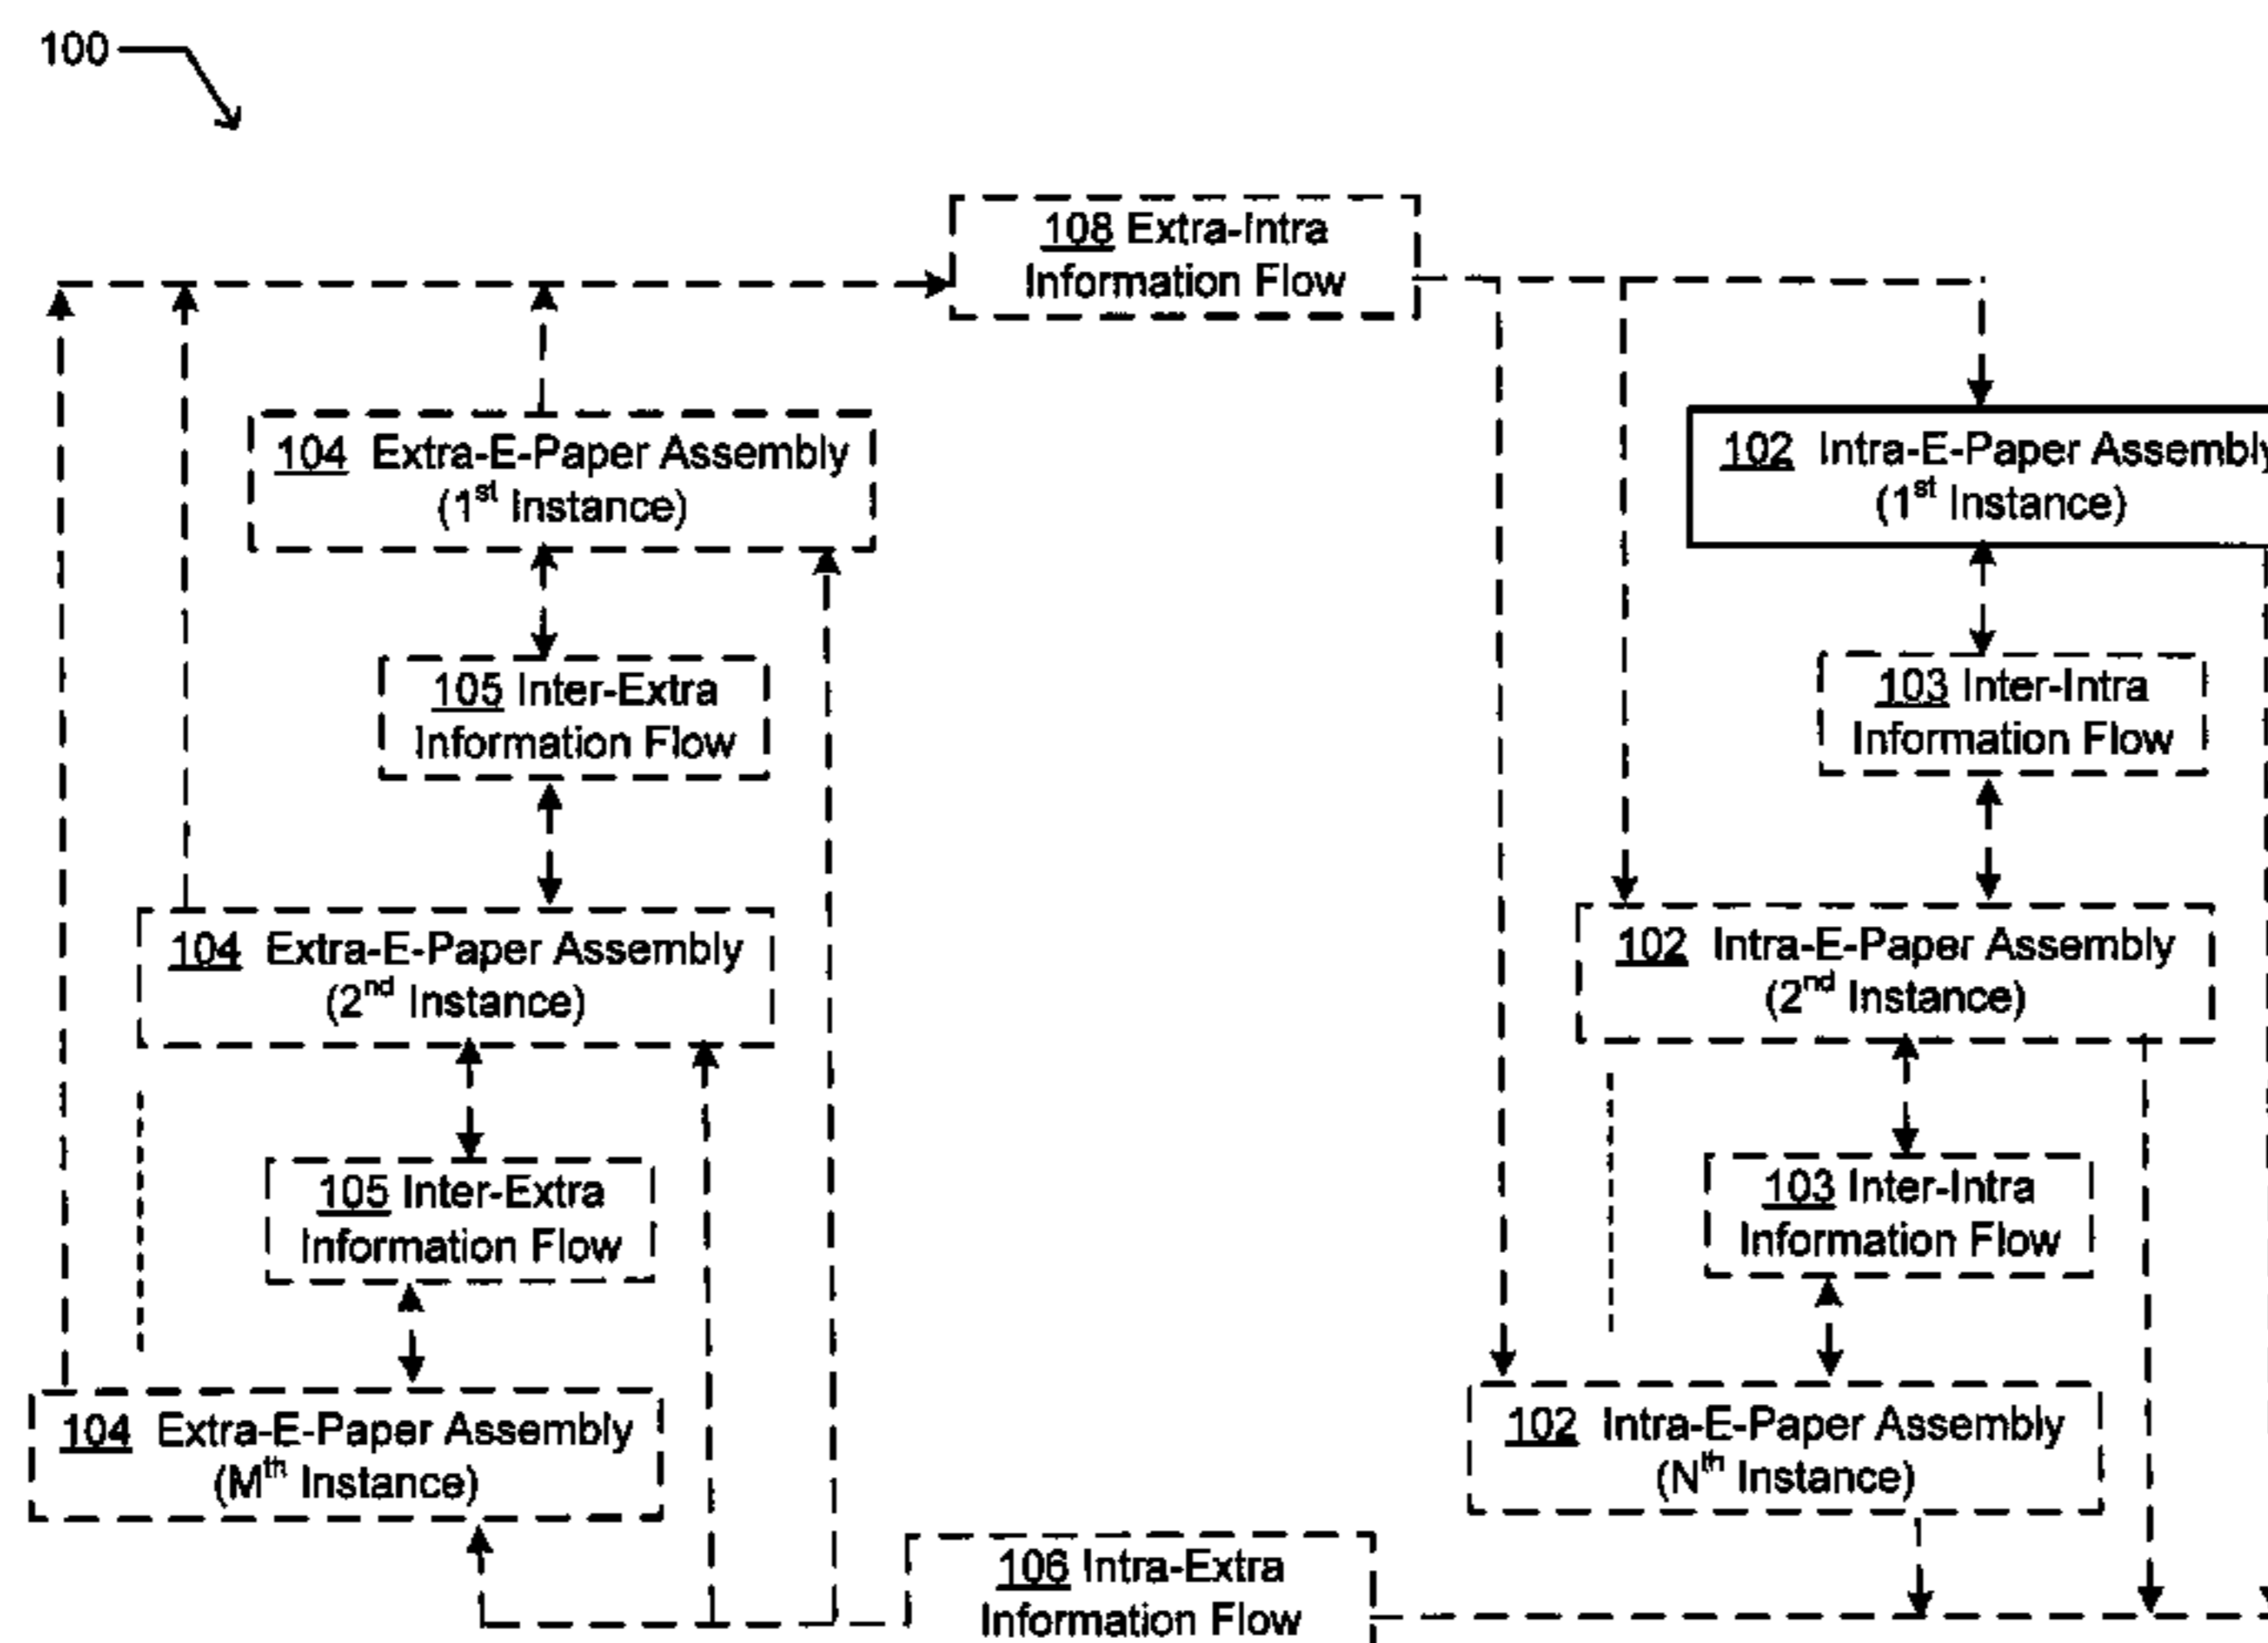 100
108 Extra-Intra
Information Flow
104 Extra-E-Paper Assembly
(1st Instance)
102 Intra-E-Paper Assembly
(1st Instance)
105 Inter-Extra
Information Flow
103 Inter-Intra
Information Flow
104 Extra-E-Paper Assembly
(2nd Instance)
102 Intra-E-Paper Assembly
(2nd Instance)
105 Inter-Extra
Information Flow
103 Inter-Intra
Information Flow
104 Extra-E-Paper Assembly
(Mth Instance)
102 Intra-E-Paper Assembly
(Nth Instance)
106 Intra-Extra
Information Flow